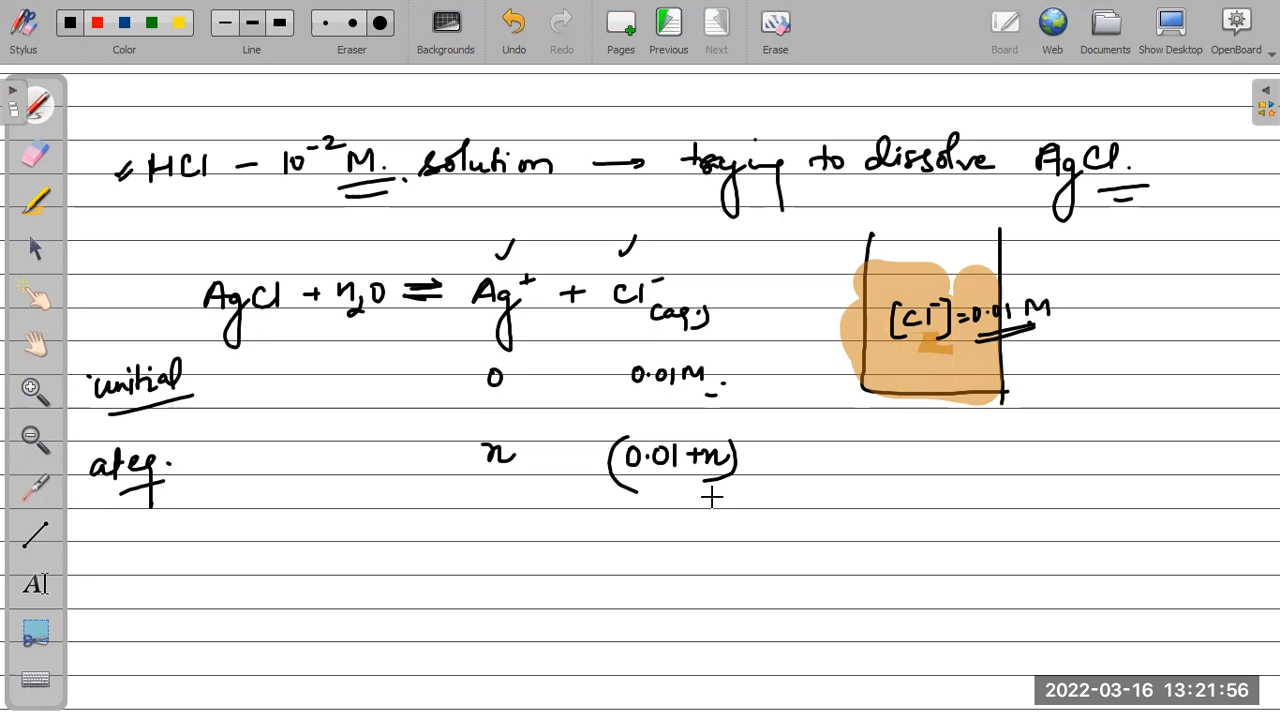 Stylus Color Line Eraser Backgrounds Undo Redo Pages Previous Next Erase Board Web Documents Show Desktop OpenBoard
HCl - 10⁻² M. solution → trying to dissolve AgCl.
AgCl + H₂O ⇌ Ag⁺ + Cl⁻(aq.)
[Cl⁻] = 0.01 M
initial 0 0.01 M.
at eq. x (0.01 + x)
2022-03-16 13:21:56